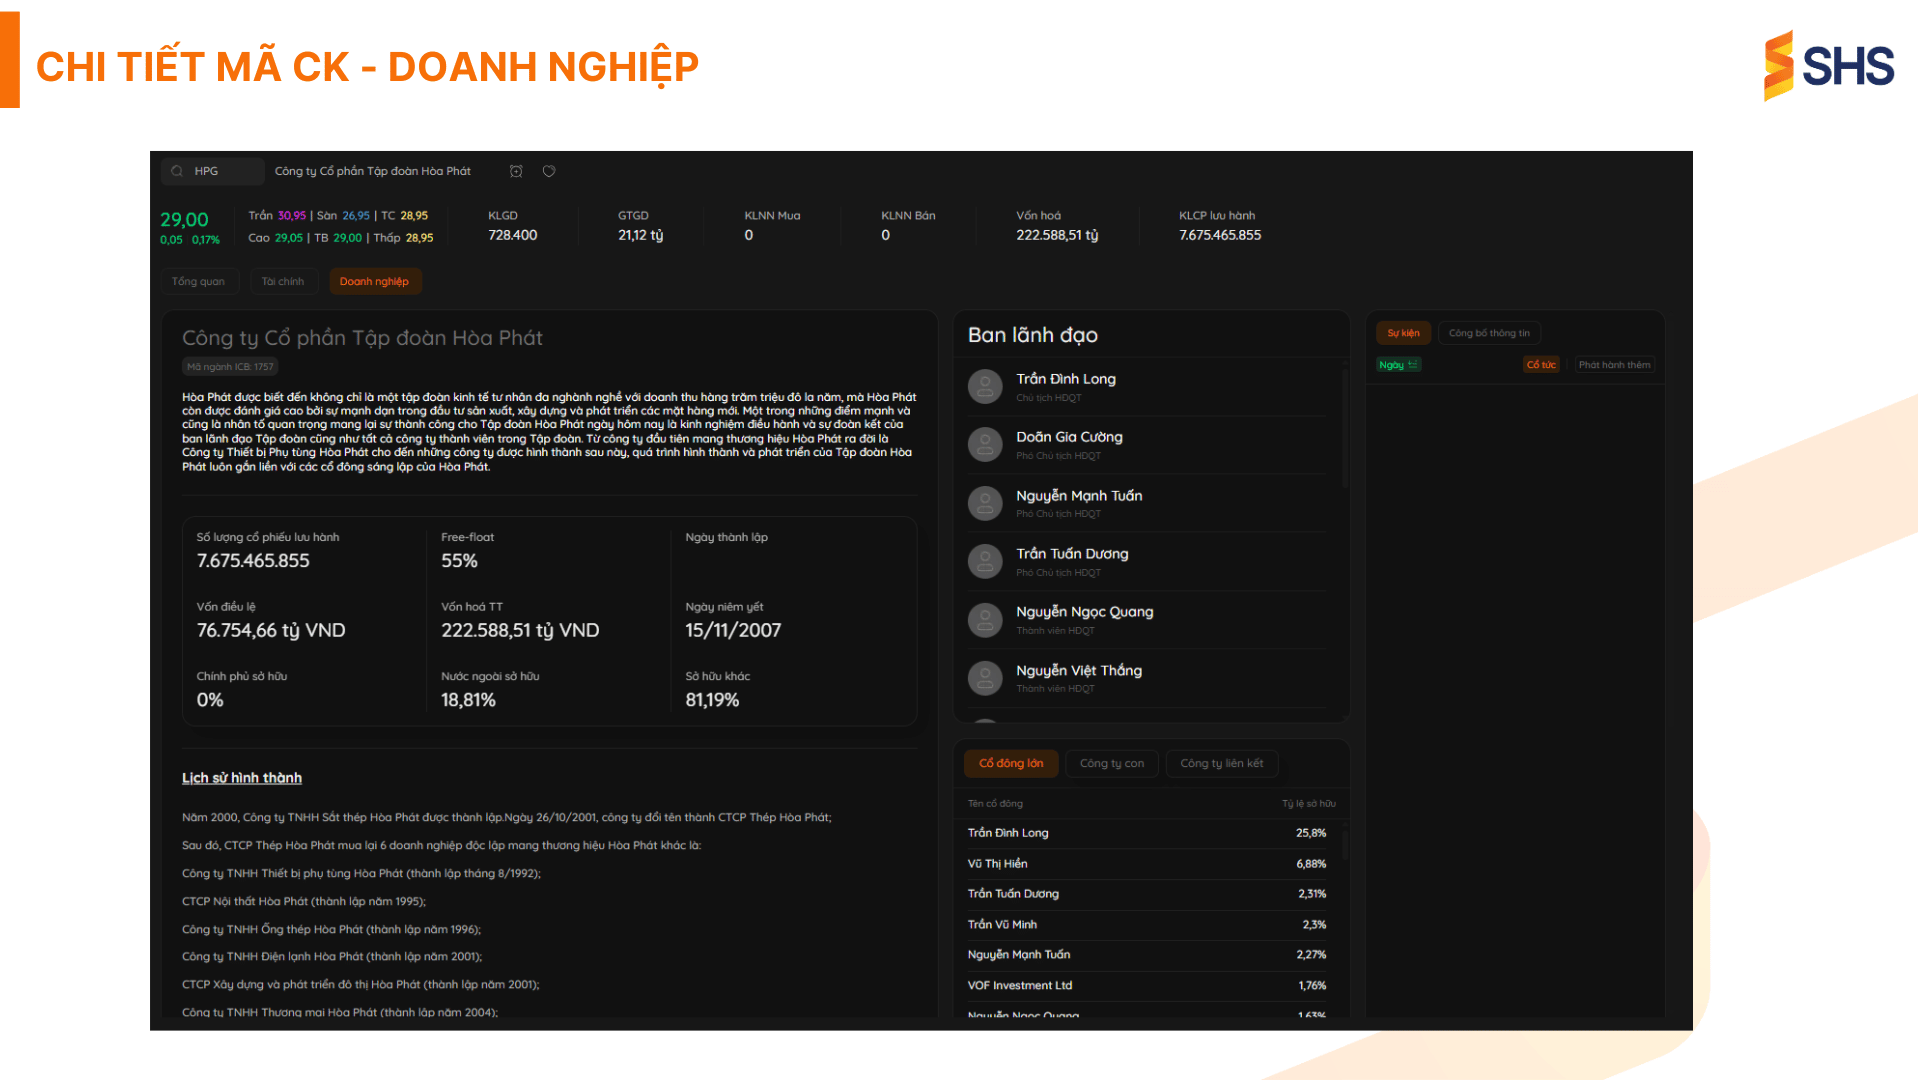 CHI TIẾT MÃ CK - DOANH NGHIỆP
SHS
HPG
Công ty Cổ phần Tập đoàn Hòa Phát
29,00
0,05 0,17%
Trần 30,95 | Sàn 26,95 | TC 28,95
Cao 29,05 | TB 29,00 | Thấp 28,95
KLGD
728.400
GTGD
21,12 tỷ
KLNN Mua
0
KLNN Bán
0
Vốn hoá
222.588,51 tỷ
KLCP lưu hành
7.675.465.855
Tổng quan
Tài chính
Doanh nghiệp
Công ty Cổ phần Tập đoàn Hòa Phát
Mã ngành ICB: 1757
Hòa Phát được biết đến không chỉ là một tập đoàn kinh tế tư nhân đa nghành nghề với doanh thu hàng trăm triệu đô la năm, mà Hòa Phát
còn được đánh giá cao bởi sự mạnh dạn trong đầu tư sản xuất, xây dựng và phát triển các mặt hàng mới. Một trong những điểm mạnh và
cũng là nhân tố quan trọng mang lại sự thành công cho Tập đoàn Hòa Phát ngày hôm nay là kinh nghiệm điều hành và sự đoàn kết của
ban lãnh đạo Tập đoàn cũng như tất cả công ty thành viên trong Tập đoàn. Từ công ty đầu tiên mang thương hiệu Hòa Phát ra đời là
Công ty Thiết bị Phụ tùng Hòa Phát cho đến những công ty được hình thành sau này, quá trình hình thành và phát triển của Tập đoàn Hòa
Phát luôn gắn liền với các cổ đông sáng lập của Hòa Phát.
Số lượng cổ phiếu lưu hành
7.675.465.855
Free-float
55%
Ngày thành lập
Vốn điều lệ
76.754,66 tỷ VND
Vốn hoá TT
222.588,51 tỷ VND
Ngày niêm yết
15/11/2007
Chính phủ sở hữu
0%
Nước ngoài sở hữu
18,81%
Sở hữu khác
81,19%
Lịch sử hình thành
Năm 2000, Công ty TNHH Sắt thép Hòa Phát được thành lập.Ngày 26/10/2001, công ty đổi tên thành CTCP Thép Hòa Phát;
Sau đó, CTCP Thép Hòa Phát mua lại 6 doanh nghiệp độc lập mang thương hiệu Hòa Phát khác là:
Công ty TNHH Thiết bị phụ tùng Hòa Phát (thành lập tháng 8/1992);
CTCP Nội thất Hòa Phát (thành lập năm 1995);
Công ty TNHH Ống thép Hòa Phát (thành lập năm 1996);
Công ty TNHH Điện lạnh Hòa Phát (thành lập năm 2001);
CTCP Xây dựng và phát triển đô thị Hòa Phát (thành lập năm 2001);
Công ty TNHH Thương mại Hòa Phát (thành lập năm 2004);
Ban lãnh đạo
Trần Đình Long
Chủ tịch HĐQT
Doãn Gia Cường
Phó Chủ tịch HĐQT
Nguyễn Mạnh Tuấn
Phó Chủ tịch HĐQT
Trần Tuấn Dương
Phó Chủ tịch HĐQT
Nguyễn Ngọc Quang
Thành viên HĐQT
Nguyễn Việt Thắng
Thành viên HĐQT
Cổ đông lớn
Công ty con
Công ty liên kết
Tên cổ đông
Tỷ lệ sở hữu
Trần Đình Long 25,8%
Vũ Thị Hiền 6,88%
Trần Tuấn Dương 2,31%
Trần Vũ Minh 2,3%
Nguyễn Mạnh Tuấn 2,27%
VOF Investment Ltd 1,76%
Nguyễn Ngọc Quang 1,63%
Sự kiện
Công bố thông tin
Ngày
Cổ tức
Phát hành thêm